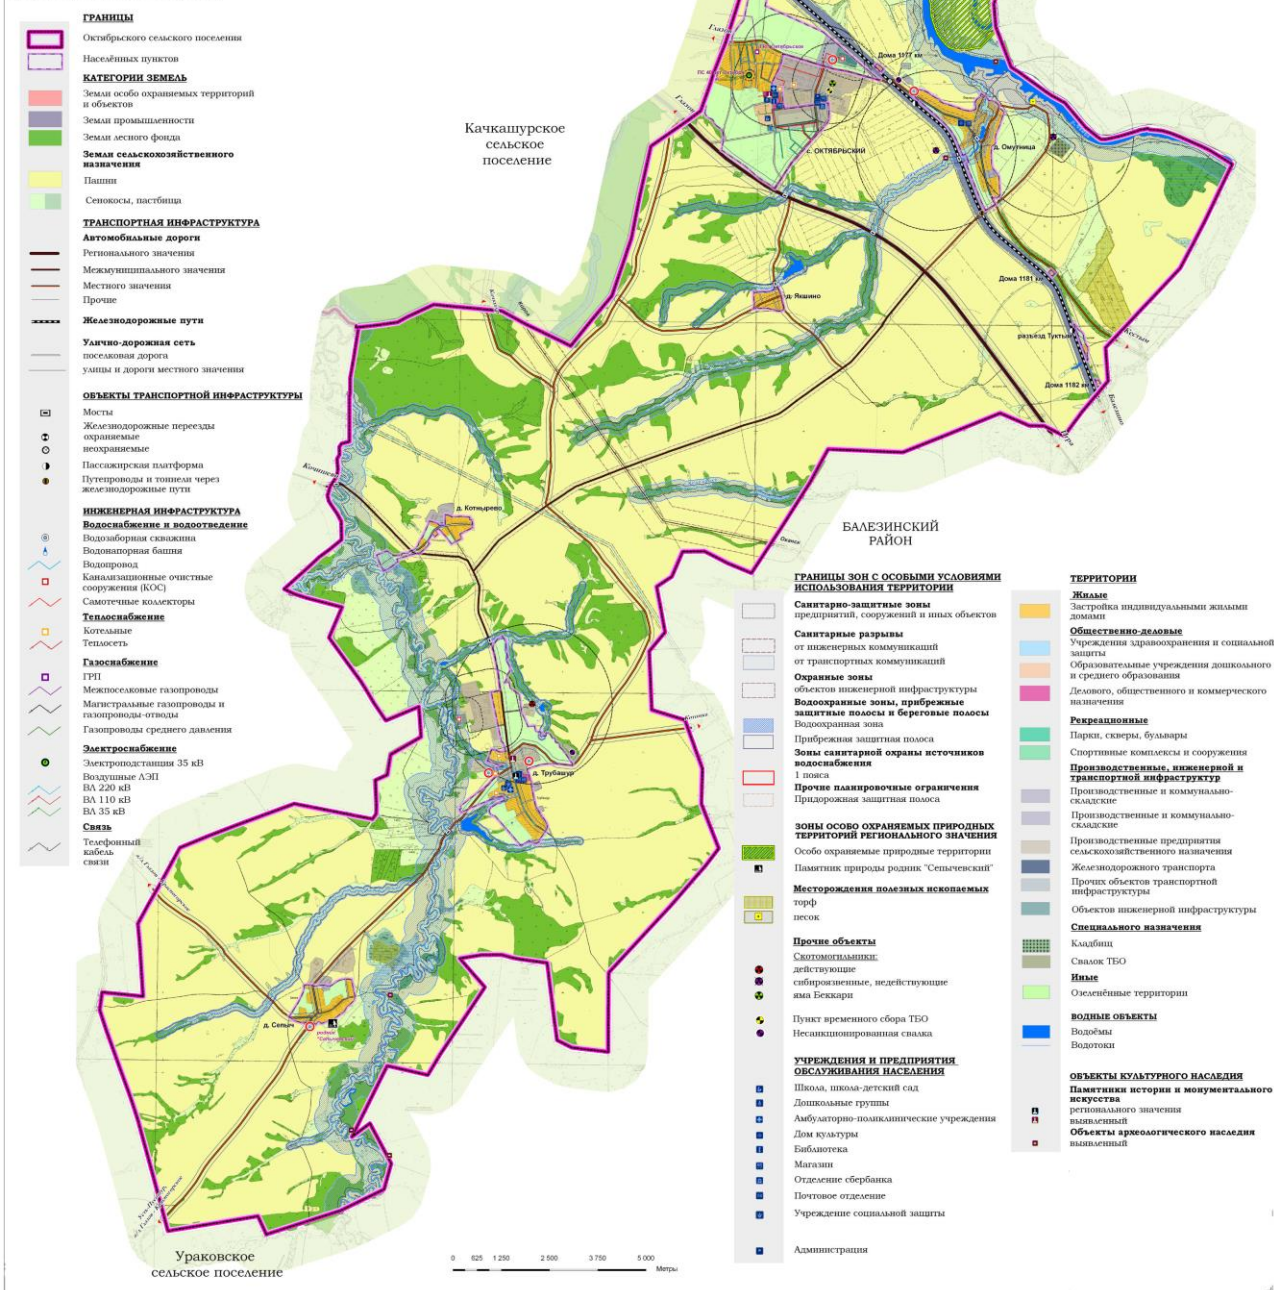 ГРАНИЦЫ
Октябрьского сельского поселения
Населённых пунктов
КАТЕГОРИИ ЗЕМЕЛЬ
Земли особо охраняемых территорий
и объектов
Земли промышленности
Земли лесного фонда
Земли сельскохозяйственного
назначения
Пашни
Сенокосы, пастбища
ТРАНСПОРТНАЯ ИНФРАСТРУКТУРА
Автомобильные дороги
Регионального значения
Межмуниципального значения
Местного значения
Прочие
Железнодорожные пути
Улично-дорожная сеть
поселковая дорога
улицы и дороги местного значения
ОБЪЕКТЫ ТРАНСПОРТНОЙ ИНФРАСТРУКТУРЫ
Мосты
Железнодорожные переезды
охраняемые
неохраняемые
Пассажирская платформа
Путепроводы и тоннели через
железнодорожные пути
ИНЖЕНЕРНАЯ ИНФРАСТРУКТУРА
Водоснабжение и водоотведение
Водозаборная скважина
Водонапорная башня
Водопровод
Канализационные очистные
сооружения (КОС)
Самотечные коллекторы
Теплоснабжение
Котельные
Теплосеть
Газоснабжение
ГРП
Межпоселковые газопроводы
Магистральные газопроводы и
газопроводы-отводы
Газопроводы среднего давления
Электроснабжение
Электроподстанция 35 кВ
Воздушные ЛЭП
ВЛ 220 кВ
ВЛ 110 кВ
ВЛ 35 кВ
Связь
Телефонный
кабель
связи
Качкашурское
сельское
поселение
Глазов
Дома 1177 км
с. ОКТЯБРЬСКИЙ
д. Омутница
Дома 1181 км
д. Якшино
разъезд Туктым
Кестым
Дома 1182 км
Балезино
Кочишево
д. Котнырево
БАЛЕЗИНСКИЙ
РАЙОН
д. Трубашур
д. Сепыч
родник
"Сепычевский"
Ураковское
сельское поселение
0 625 1 250 2 500 3 750 5 000
Метры
ГРАНИЦЫ ЗОН С ОСОБЫМИ УСЛОВИЯМИ
ИСПОЛЬЗОВАНИЯ ТЕРРИТОРИИ
Санитарно-защитные зоны
предприятий, сооружений и иных объектов
Санитарные разрывы
от инженерных коммуникаций
от транспортных коммуникаций
Охранные зоны
объектов инженерной инфраструктуры
Водоохранные зоны, прибрежные
защитные полосы и береговые полосы
Водоохранная зона
Прибрежная защитная полоса
Зоны санитарной охраны источников
водоснабжения
1 пояса
Прочие планировочные ограничения
Придорожная защитная полоса
ЗОНЫ ОСОБО ОХРАНЯЕМЫХ ПРИРОДНЫХ
ТЕРРИТОРИЙ РЕГИОНАЛЬНОГО ЗНАЧЕНИЯ
Особо охраняемые природные территории
Памятник природы родник "Сепычевский"
Месторождения полезных ископаемых
торф
песок
Прочие объекты
Скотомогильники:
действующие
сибиреязвенные, недействующие
яма Беккари
Пункт временного сбора ТБО
Несанкционированная свалка
УЧРЕЖДЕНИЯ И ПРЕДПРИЯТИЯ
ОБСЛУЖИВАНИЯ НАСЕЛЕНИЯ
Школа, школа-детский сад
Дошкольные группы
Амбулаторно-поликлинические учреждения
Дом культуры
Библиотека
Магазин
Отделение сбербанка
Почтовое отделение
Учреждение социальной защиты
Администрация
ТЕРРИТОРИИ
Жилые
Застройка индивидуальными жилыми
домами
Общественно-деловые
Учреждения здравоохранения и социальной
защиты
Образовательные учреждения дошкольного
и среднего образования
Делового, общественного и коммерческого
назначения
Рекреационные
Парки, скверы, бульвары
Спортивные комплексы и сооружения
Производственные, инженерной и
транспортной инфраструктур
Производственные и коммунально-
складские
Производственные и коммунально-
складские
Производственные предприятия
сельскохозяйственного назначения
Железнодорожного транспорта
Прочих объектов транспортной
инфраструктуры
Объектов инженерной инфраструктуры
Специального назначения
Кладбищ
Свалок ТБО
Иные
Озеленённые территории
ВОДНЫЕ ОБЪЕКТЫ
Водоёмы
Водотоки
ОБЪЕКТЫ КУЛЬТУРНОГО НАСЛЕДИЯ
Памятники истории и монументального
искусства
регионального значения
выявленный
Объекты археологического наследия
выявленный